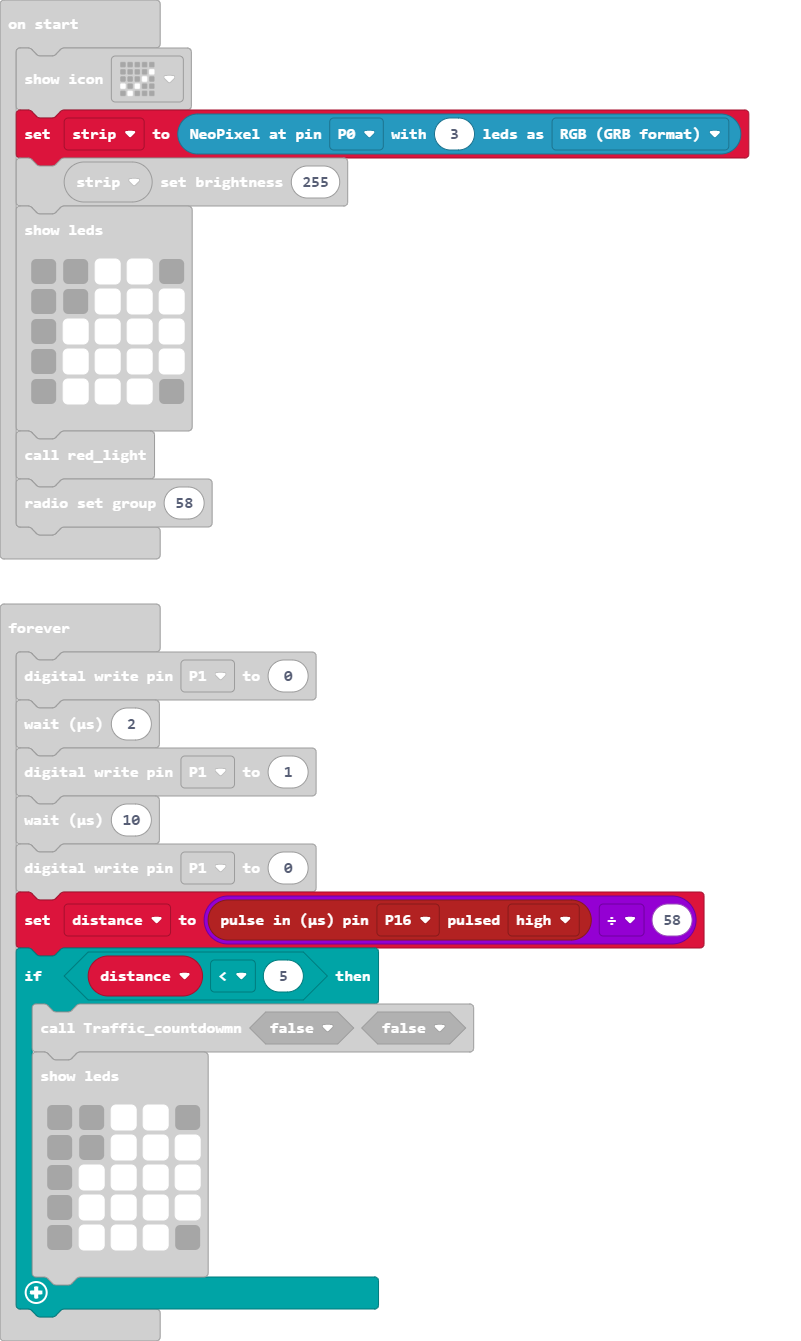 on start
show icon
set strip to NeoPixel at pin P0 with 3 leds as RGB (GRB format)
strip set brightness 255
show leds
call red_light
radio set group 58
forever
digital write pin P1 to 0
wait (µs) 2
digital write pin P1 to 1
wait (µs) 10
digital write pin P1 to 0
set distance to pulse in (µs) pin P16 pulsed high ÷ 58
if distance < 5 then
call Traffic_countdowmn false false
show leds